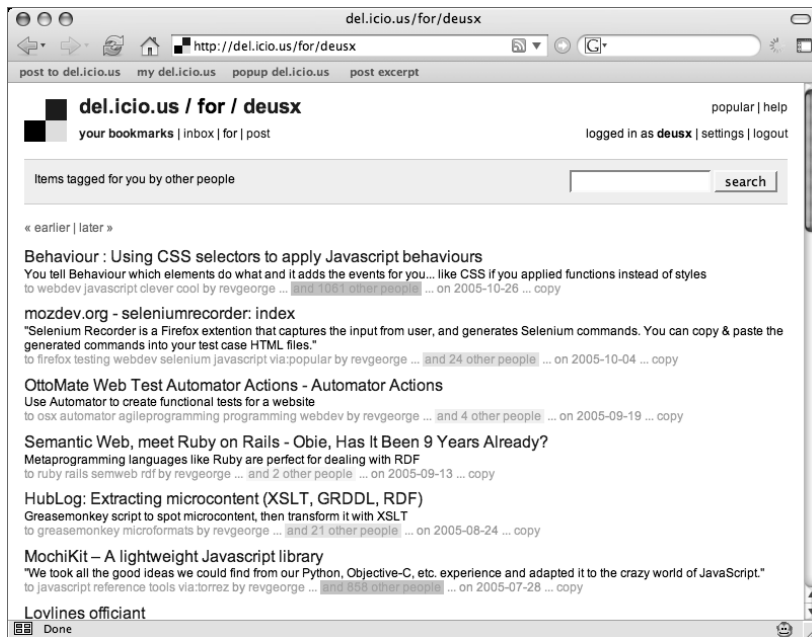 del.icio.us/for/deusx
http://del.icio.us/for/deusx
G
post to del.icio.us my del.icio.us popup del.icio.us post excerpt
del.icio.us / for / deusx
popular | help
your bookmarks | inbox | for | post
logged in as deusx | settings | logout
Items tagged for you by other people
search
« earlier | later »
Behaviour : Using CSS selectors to apply Javascript behaviours
You tell Behaviour which elements do what and it adds the events for you... like CSS if you applied functions instead of styles
to webdev javascript clever cool by revgeorge ... and 1061 other people ... on 2005-10-26 ... copy
mozdev.org - seleniumrecorder: index
"Selenium Recorder is a Firefox extention that captures the input from user, and generates Selenium commands. You can copy & paste the
generated commands into your test case HTML files."
to firefox testing webdev selenium javascript via:popular by revgeorge ... and 24 other people ... on 2005-10-04 ... copy
OttoMate Web Test Automator Actions - Automator Actions
Use Automator to create functional tests for a website
to osx automator agileprogramming programming webdev by revgeorge ... and 4 other people ... on 2005-09-19 ... copy
Semantic Web, meet Ruby on Rails - Obie, Has It Been 9 Years Already?
Metaprogramming languages like Ruby are perfect for dealing with RDF
to ruby rails semweb rdf by revgeorge ... and 2 other people ... on 2005-09-13 ... copy
HubLog: Extracting microcontent (XSLT, GRDDL, RDF)
Greasemonkey script to spot microcontent, then transform it with XSLT
to greasemonkey microformats by revgeorge ... and 21 other people ... on 2005-08-24 ... copy
MochiKit – A lightweight Javascript library
"We took all the good ideas we could find from our Python, Objective-C, etc. experience and adapted it to the crazy world of JavaScript."
to javascript reference tools via:torrez by revgeorge ... and 858 other people ... on 2005-07-28 ... copy
Lovlines officiant
Done